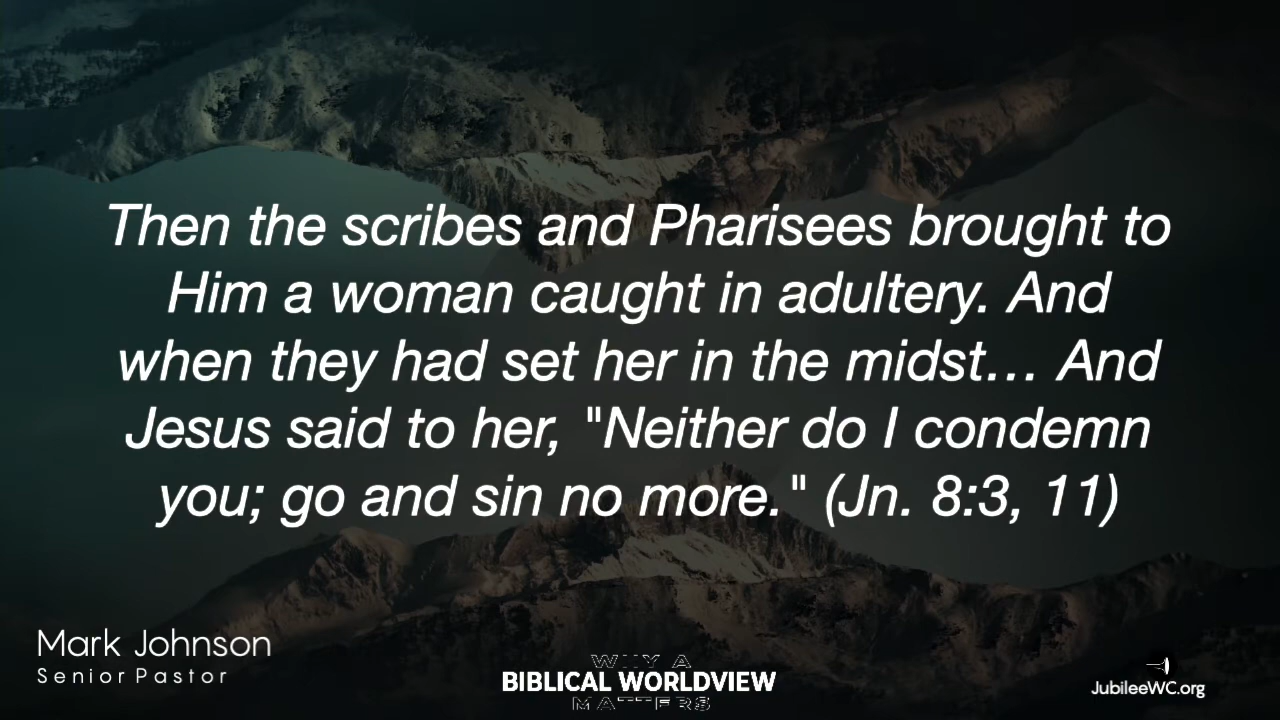 Then the scribes and Pharisees brought to
Him a woman caught in adultery. And
when they had set her in the midst… And
Jesus said to her, "Neither do I condemn
you; go and sin no more." (Jn. 8:3, 11)
Mark Johnson
Senior Pastor
WHY A
BIBLICAL WORLDVIEW
MATTERS
JubileeWC.org